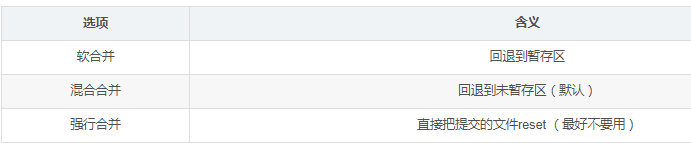 选项 含义
软合并 回退到暂存区
混合合并 回退到未暂存区（默认）
强行合并 直接把提交的文件reset （最好不要用）